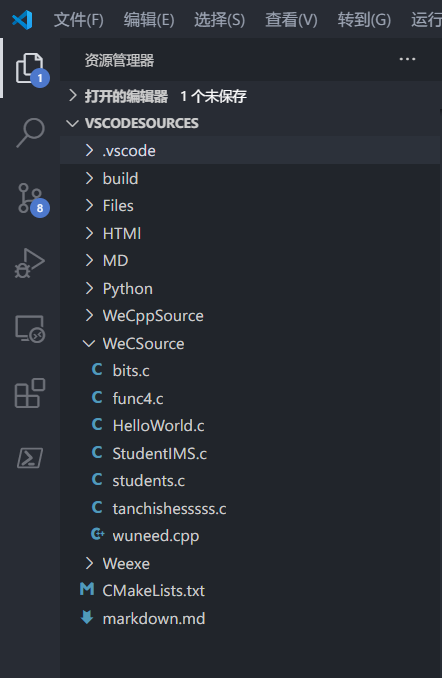 文件(F) 编辑(E) 选择(S) 查看(V) 转到(G) 运行
资源管理器
1
打开的编辑器 1 个未保存
VSCODESOURCES
.vscode
build
8
Files
HTMl
MD
Python
WeCppSource
WeCSource
C bits.c
C func4.c
C HelloWorld.c
C StudentIMS.c
C students.c
C tanchishesssss.c
C++ wuneed.cpp
Weexe
M CMakeLists.txt
markdown.md